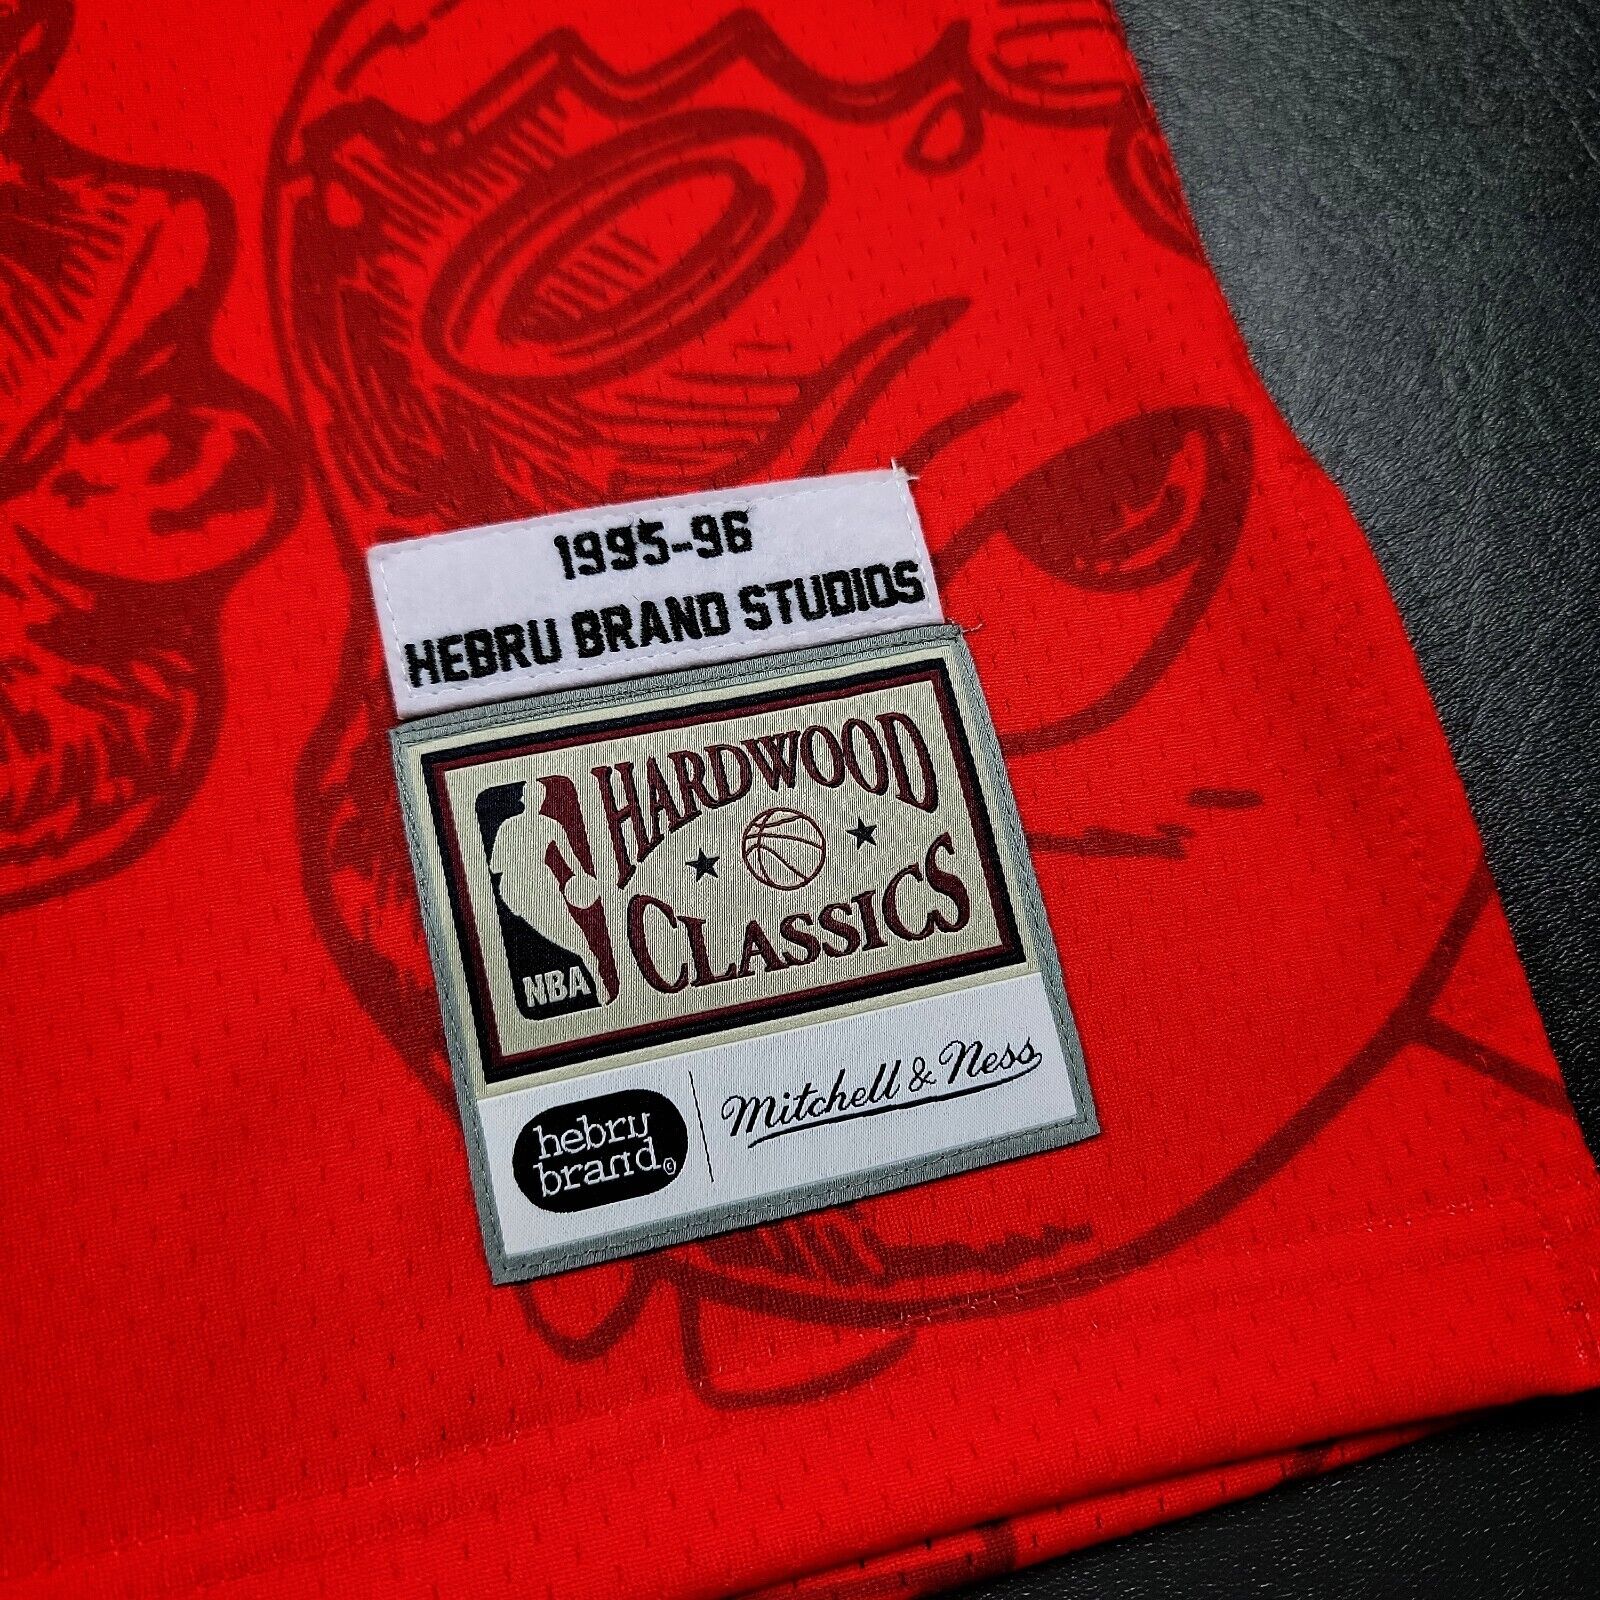 1995-96
HEBRU BRAND STUDIOS
HARDWOOD
CLASSICS
NBA
hebru
brand©
Mitchell & Ness